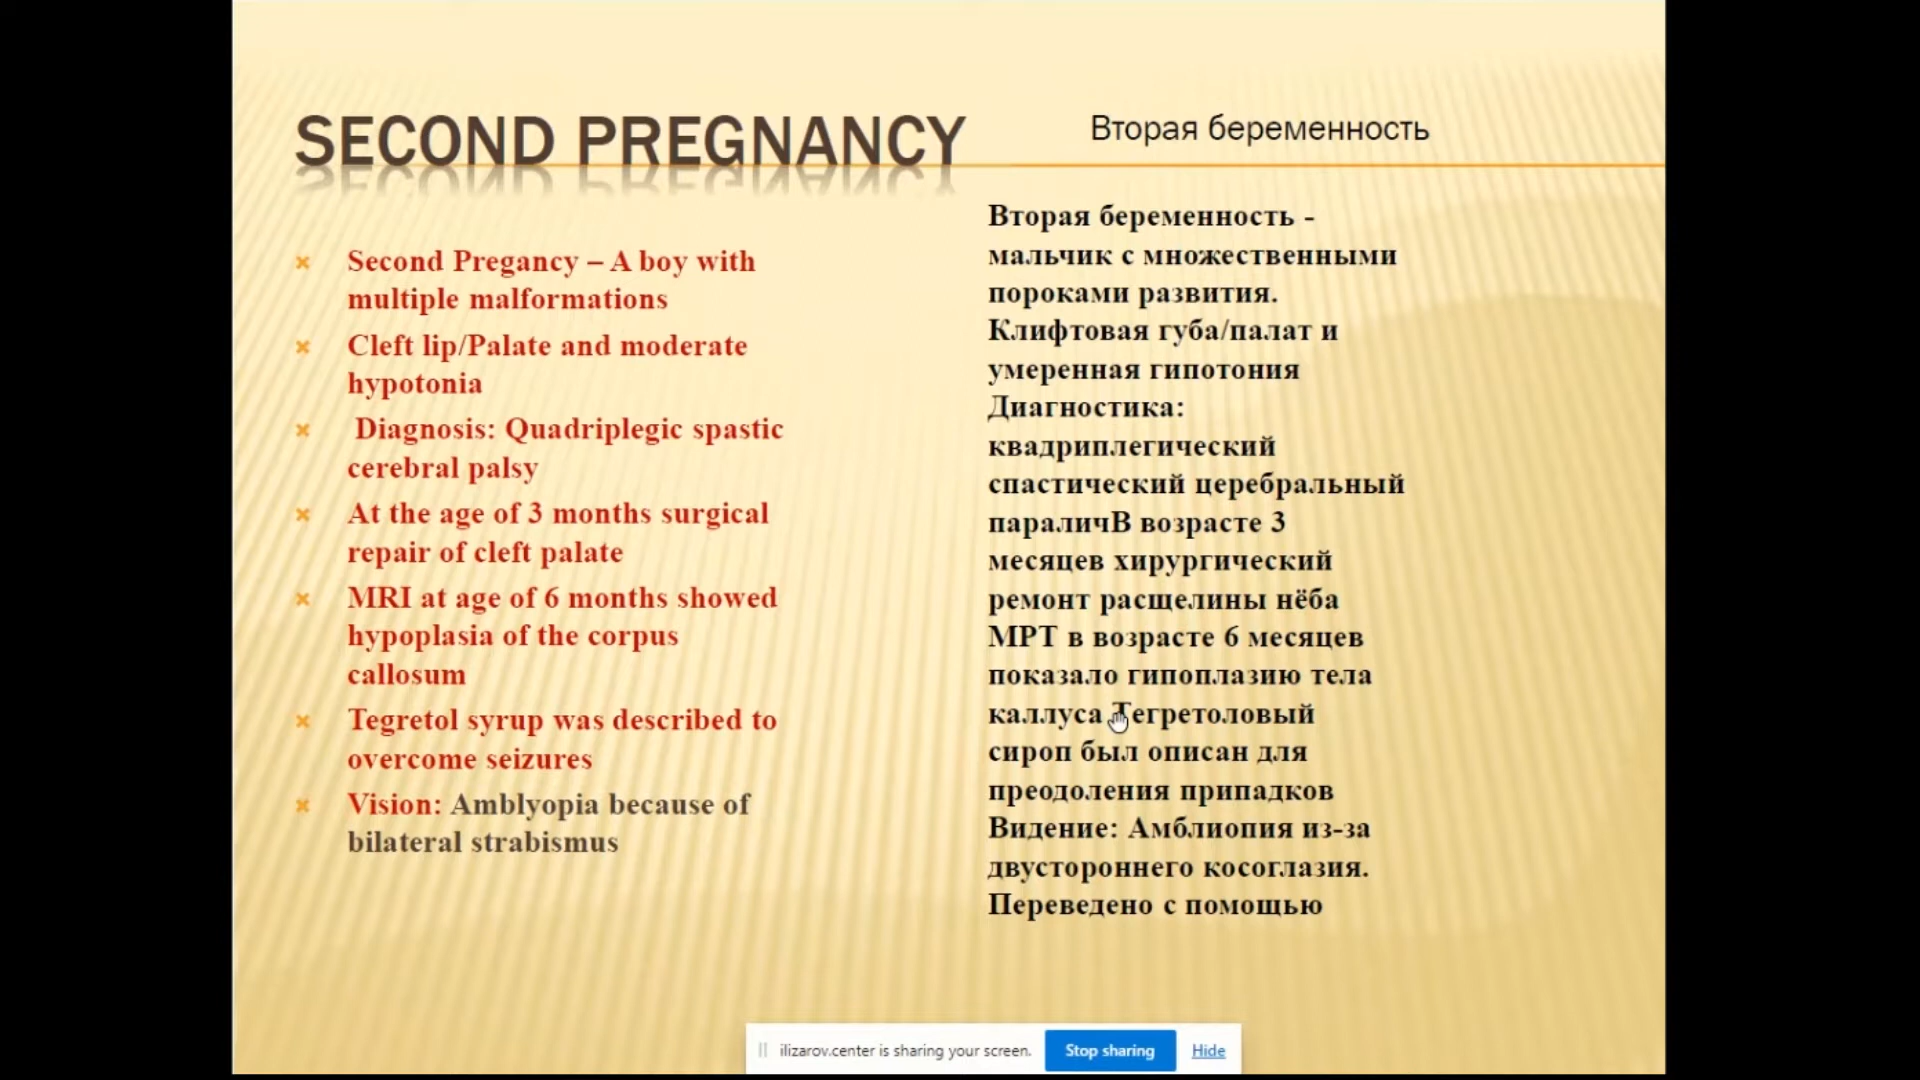 SECOND PREGNANCY
Вторая беременность
Second Pregancy – A boy with
multiple malformations
Cleft lip/Palate and moderate
hypotonia
Diagnosis: Quadriplegic spastic
cerebral palsy
At the age of 3 months surgical
repair of cleft palate
MRI at age of 6 months showed
hypoplasia of the corpus
callosum
Tegretol syrup was described to
overcome seizures
Vision: Amblyopia because of
bilateral strabismus
Вторая беременность -
мальчик с множественными
пороками развития.
Клифтовая губа/палат и
умеренная гипотония
Диагностика:
квадриплегический
спастический церебральный
параличВ возрасте 3
месяцев хирургический
ремонт расщелины нёба
МРТ в возрасте 6 месяцев
показало гипоплазию тела
каллуса Тегретоловый
сироп был описан для
преодоления припадков
Видение: Амблиопия из-за
двустороннего косоглазия.
Переведено с помощью
ilizarov.center is sharing your screen.
Stop sharing
Hide